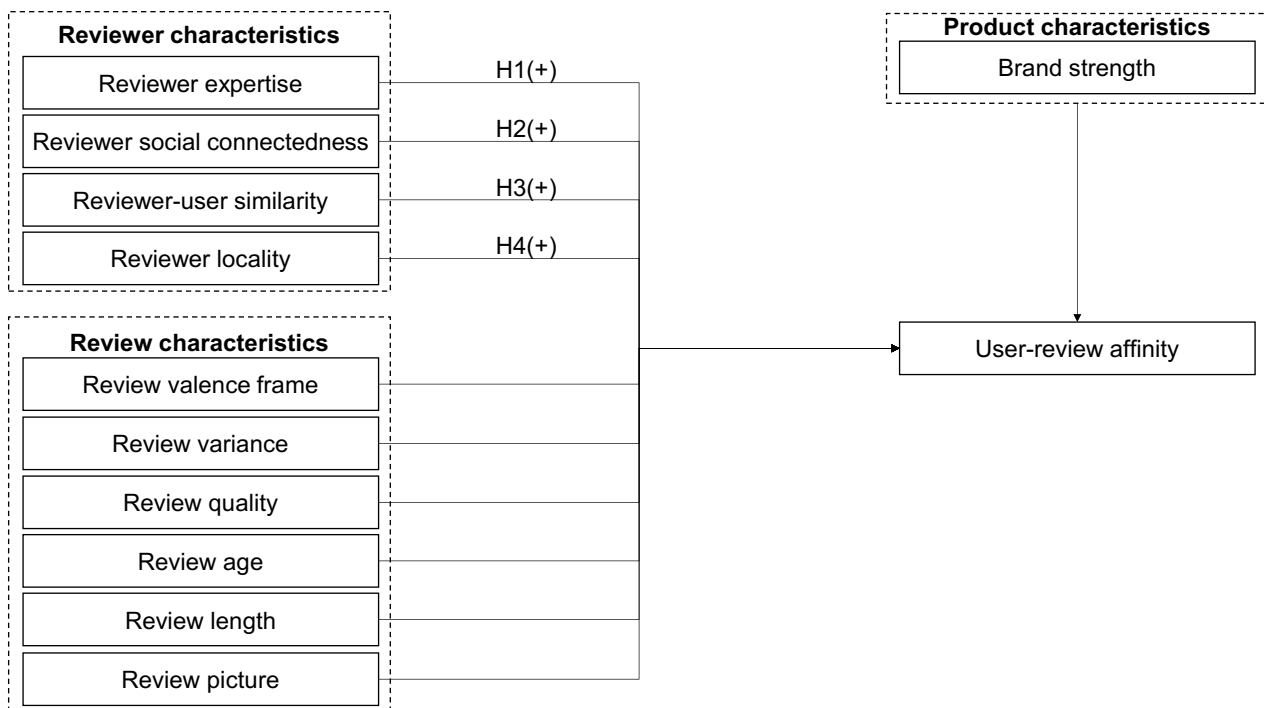 Reviewer characteristics
Reviewer expertise
H1(+)
Reviewer social connectedness
H2(+)
Reviewer-user similarity
H3(+)
Reviewer locality
H4(+)
Review characteristics
Review valence frame
Review variance
Review quality
Review age
Review length
Review picture
Product characteristics
Brand strength
User-review affinity